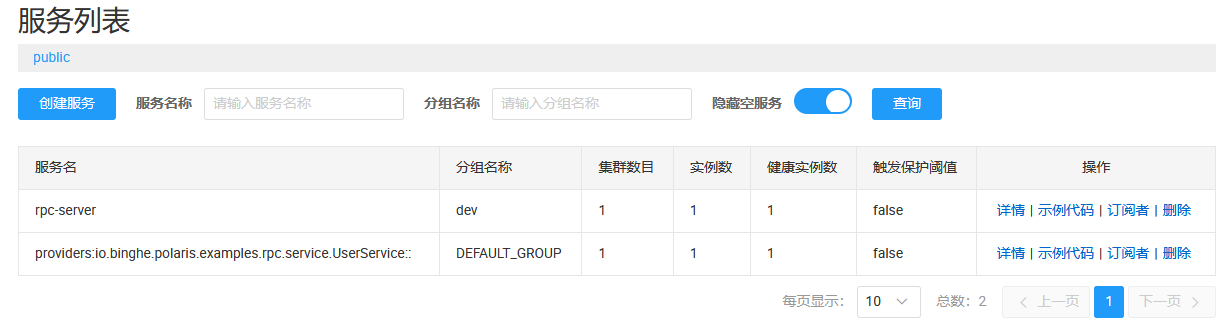 服务列表
public
创建服务 服务名称 请输入服务名称 分组名称 请输入分组名称 隐藏空服务 查询
服务名 分组名称 集群数目 实例数 健康实例数 触发保护阈值 操作
rpc-server dev 1 1 1 false 详情 | 示例代码 | 订阅者 | 删除
providers:io.binghe.polaris.examples.rpc.service.UserService:: DEFAULT_GROUP 1 1 1 false 详情 | 示例代码 | 订阅者 | 删除
每页显示: 10 总数: 2 上一页 1 下一页